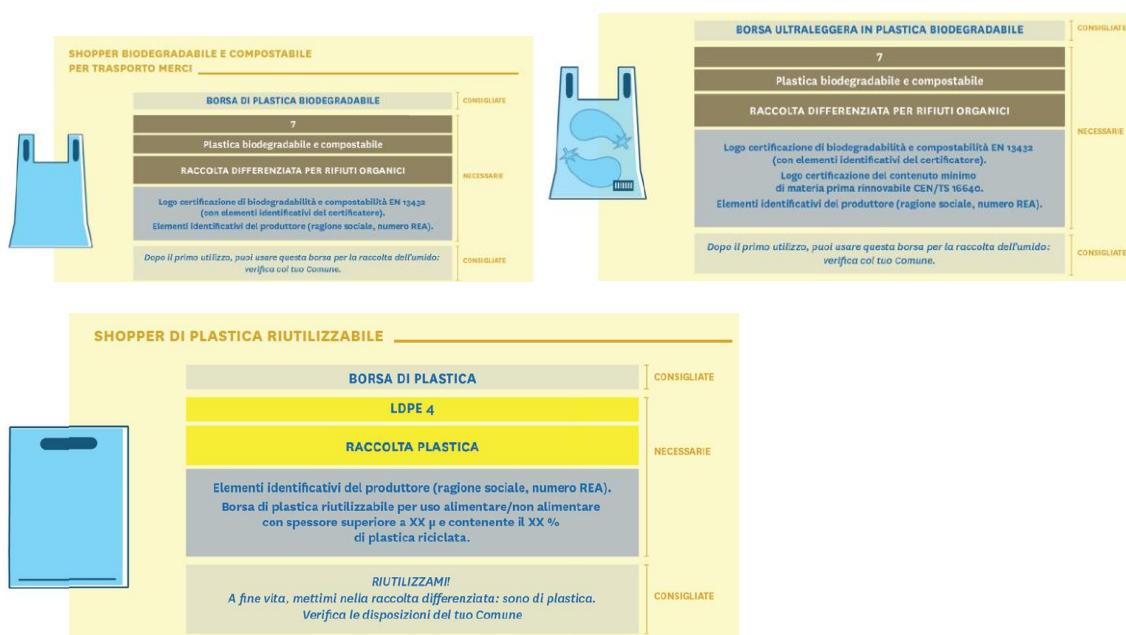 SHOPPER BIODEGRADABILE E COMPOSTABILE
PER TRASPORTO MERCI
BORSA DI PLASTICA BIODEGRADABILE
CONSIGLIATE
7
Plastica biodegradabile e compostabile
RACCOLTA DIFFERENZIATA PER RIFIUTI ORGANICI
NECESSARIE
Logo certificazione di biodegradabilità e compostabilità EN 13432
(con elementi identificativi del certificatore).
Elementi identificativi del produttore (ragione sociale, numero REA).
Dopo il primo utilizzo, puoi usare questa borsa per la raccolta dell'umido:
verifica col tuo Comune.
CONSIGLIATE
BORSA ULTRALEGGERA IN PLASTICA BIODEGRADABILE
CONSIGLIATE
7
Plastica biodegradabile e compostabile
RACCOLTA DIFFERENZIATA PER RIFIUTI ORGANICI
NECESSARIE
Logo certificazione di biodegradabilità e compostabilità EN 13432
(con elementi identificativi del certificatore).
Logo certificazione del contenuto minimo
di materia prima rinnovabile CEN/TS 16640.
Elementi identificativi del produttore (ragione sociale, numero REA).
Dopo il primo utilizzo, puoi usare questa borsa per la raccolta dell'umido:
verifica col tuo Comune.
CONSIGLIATE
SHOPPER DI PLASTICA RIUTILIZZABILE
BORSA DI PLASTICA
CONSIGLIATE
LDPE 4
RACCOLTA PLASTICA
NECESSARIE
Elementi identificativi del produttore (ragione sociale, numero REA).
Borsa di plastica riutilizzabile per uso alimentare/non alimentare
con spessore superiore a XX µ e contenente il XX %
di plastica riciclata.
RIUTILIZZAMI!
A fine vita, mettimi nella raccolta differenziata: sono di plastica.
Verifica le disposizioni del tuo Comune
CONSIGLIATE